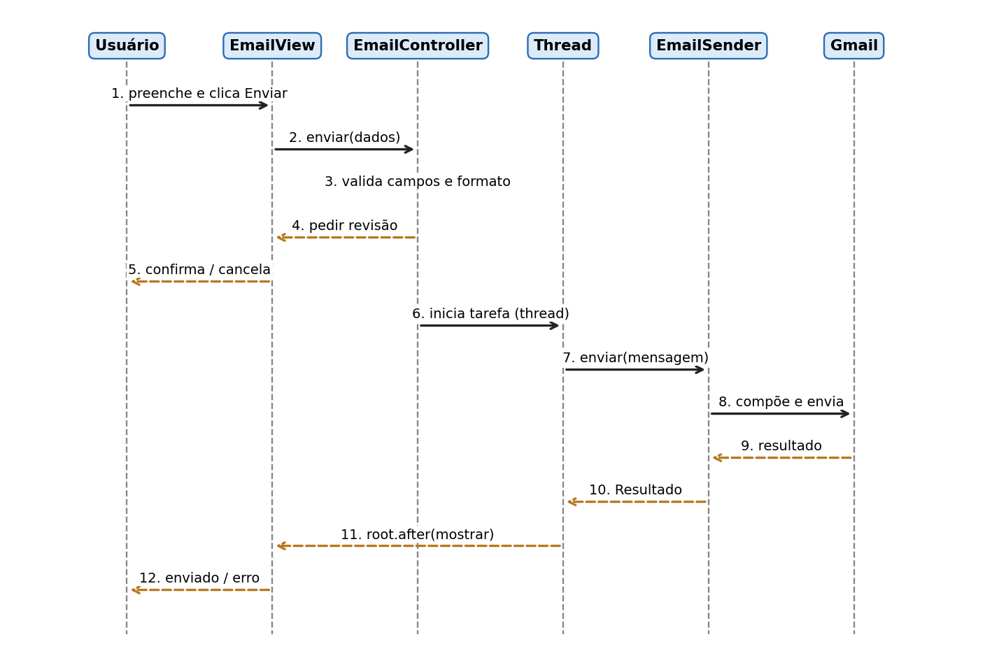 Usuário
EmailView
EmailController
Thread
EmailSender
Gmail
1. preenche e clica Enviar
2. enviar(dados)
3. valida campos e formato
4. pedir revisão
5. confirma / cancela
6. inicia tarefa (thread)
7. enviar(mensagem)
8. compõe e envia
9. resultado
10. Resultado
11. root.after(mostrar)
12. enviado / erro